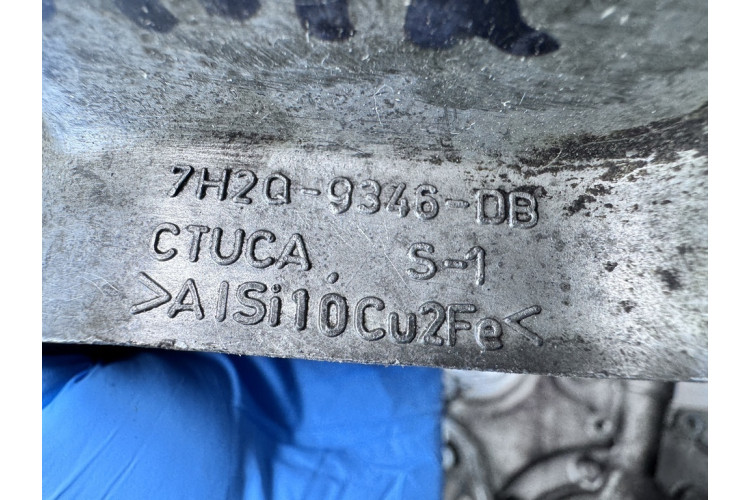 7H2Q-9346-DB
CTUCA. S-1
>AlSi10Cu2Fe<